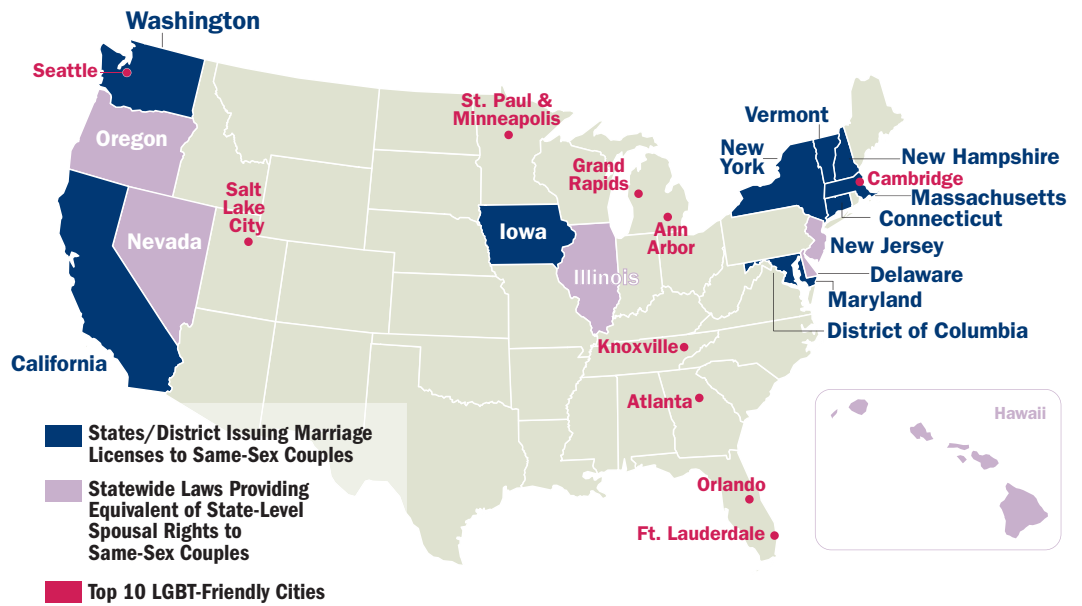 Washington
Seattle
Oregon
Nevada
California
Salt
Lake
City
St. Paul &
Minneapolis
Grand
Rapids
Ann
Arbor
Iowa
Illinois
Knoxville
Atlanta
Orlando
Ft. Lauderdale
Vermont
New
York
New Hampshire
Cambridge
Massachusetts
Connecticut
New Jersey
Delaware
Maryland
District of Columbia
Hawaii
States/District Issuing Marriage
Licenses to Same-Sex Couples
Statewide Laws Providing
Equivalent of State-Level
Spousal Rights to
Same-Sex Couples
Top 10 LGBT-Friendly Cities